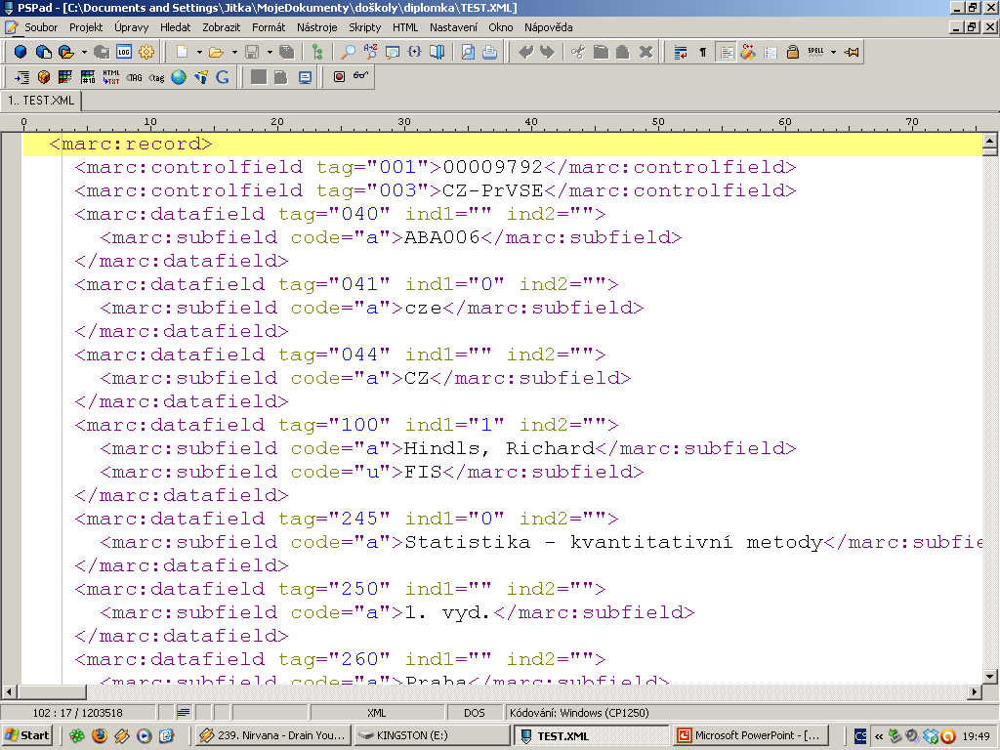 PSPad - [C:\Documents and Settings\Jitka\MojeDokumenty\doškoly\diplomka\TEST.XML]
Soubor Projekt Úpravy Hledat Zobrazit Formát Nástroje Skripty HTML Nastavení Okno Nápověda
LOG A-Z SPELL
HTML TXT <TAG <tag G
1.. TEST.XML
0 10 20 30 40 50 60 70
<marc:record>
<marc:controlfield tag="001">00009792</marc:controlfield>
<marc:controlfield tag="003">CZ-PrVSE</marc:controlfield>
<marc:datafield tag="040" ind1="" ind2="">
<marc:subfield code="a">ABA006</marc:subfield>
</marc:datafield>
<marc:datafield tag="041" ind1="0" ind2="">
<marc:subfield code="a">cze</marc:subfield>
</marc:datafield>
<marc:datafield tag="044" ind1="" ind2="">
<marc:subfield code="a">CZ</marc:subfield>
</marc:datafield>
<marc:datafield tag="100" ind1="1" ind2="">
<marc:subfield code="a">Hindls, Richard</marc:subfield>
<marc:subfield code="u">FIS</marc:subfield>
</marc:datafield>
<marc:datafield tag="245" ind1="0" ind2="">
<marc:subfield code="a">Statistika - kvantitativní metody</marc:subfie
</marc:datafield>
<marc:datafield tag="250" ind1="" ind2="">
<marc:subfield code="a">1. vyd.</marc:subfield>
</marc:datafield>
<marc:datafield tag="260" ind1="" ind2="">
<marc:subfield code="a">Praha</marc:subfield>
102 : 17 / 1203518 XML DOS Kódování: Windows (CP1250)
Start 239. Nirvana - Drain You... KINGSTON (E:) TEST.XML Microsoft PowerPoint - [... CS « 19:49